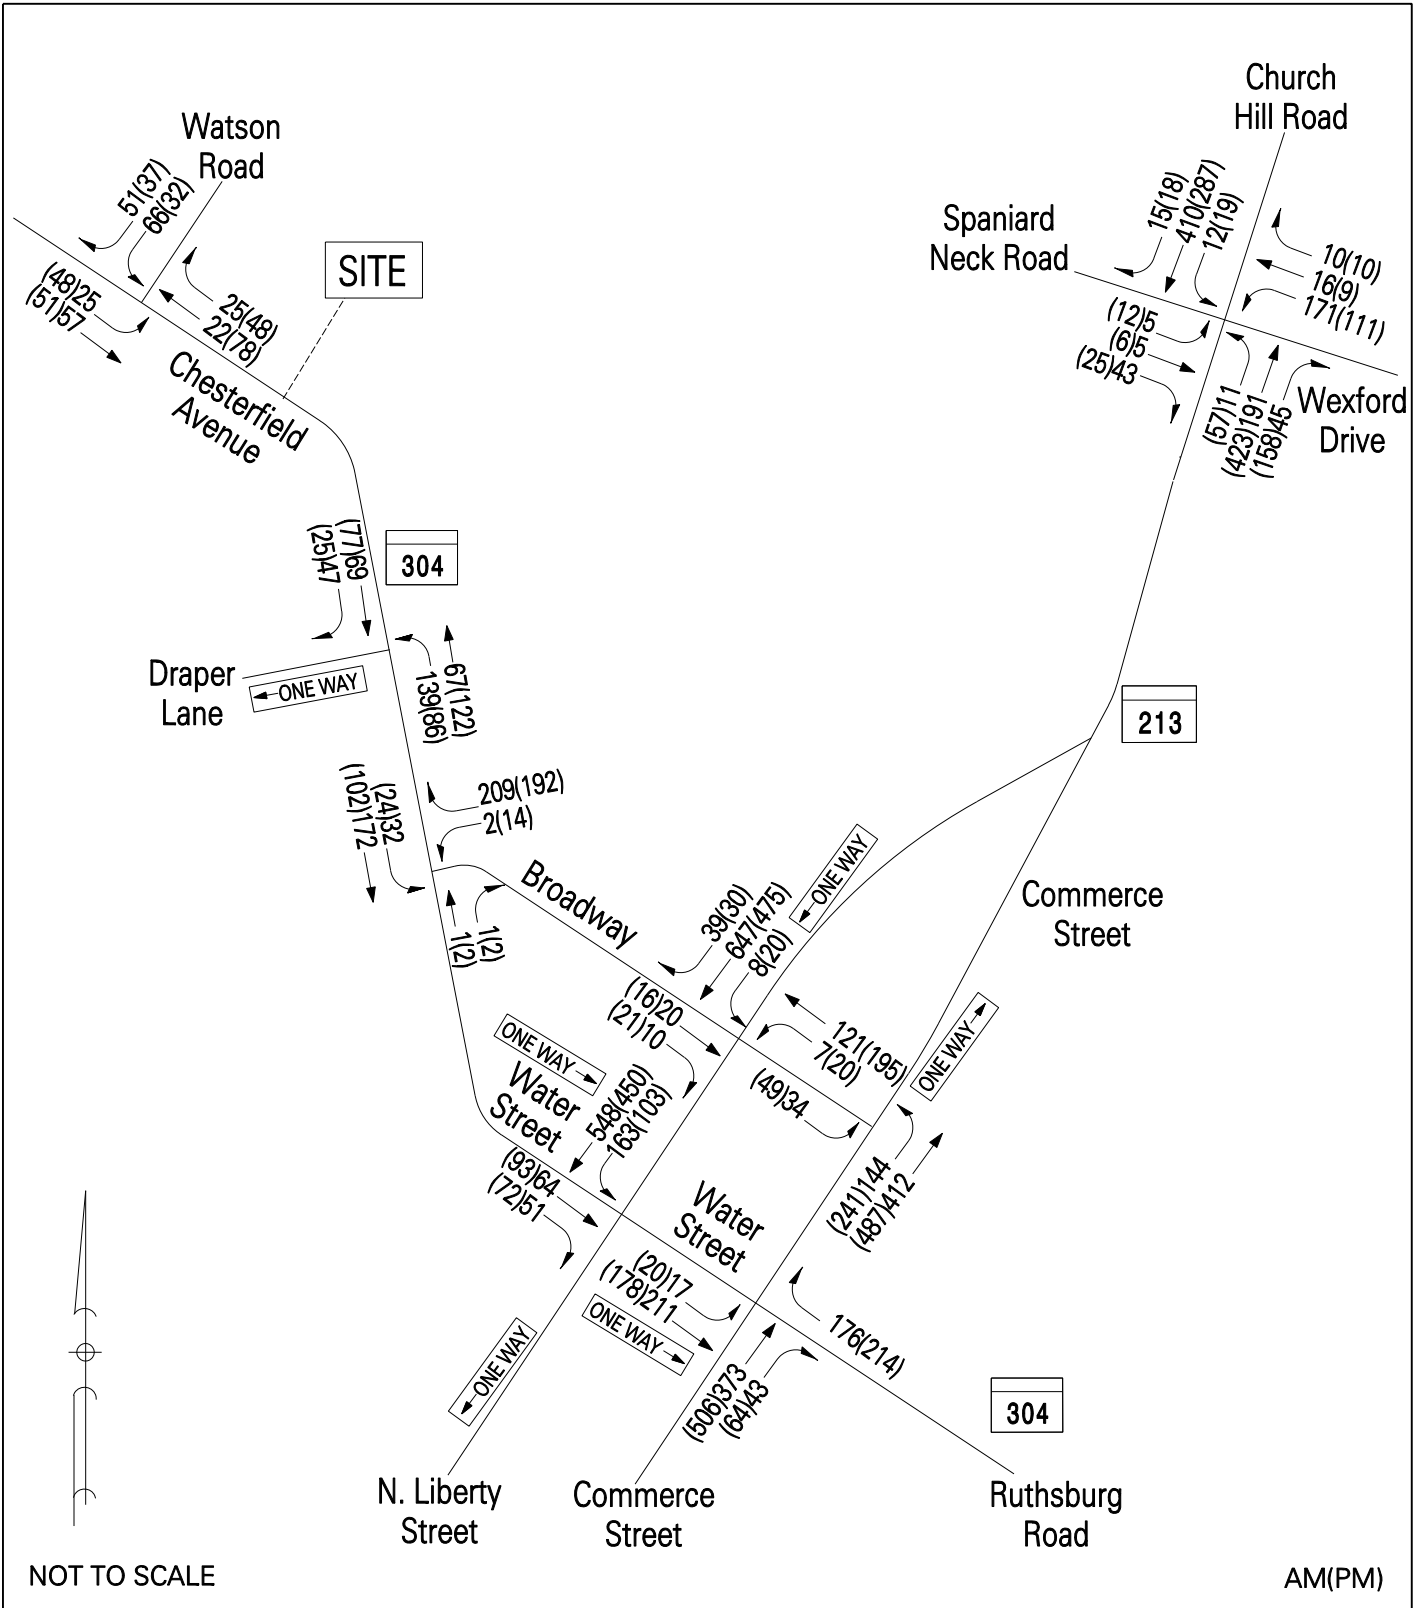 Church
Hill Road
Watson
Road
51(37)
66(32)
(48)25
(51)57
25(48)
22(78)
SITE
Chesterfield
Avenue
Spaniard
Neck Road
15(18)
410(287)
12(19)
10(10)
16(9)
171(111)
(12)5
(6)5
(25)43
(57)11
(423)191
(158)45
Wexford
Drive
(77)69
(25)47
304
Draper
Lane
ONE WAY
67(122)
139(86)
213
(24)32
(102)172
209(192)
2(14)
1(2)
1(2)
Broadway
39(30)
647(475)
8(20)
ONE WAY
Commerce
Street
(16)20
(21)10
121(195)
7(20)
ONE WAY
ONE WAY
Water
Street
548(450)
163(103)
(49)34
(93)64
(72)51
Water
Street
(241)144
(487)412
(20)17
(178)211
ONE WAY
176(214)
ONE WAY
(506)373
(64)43
304
N. Liberty
Street
Commerce
Street
Ruthsburg
Road
NOT TO SCALE
AM(PM)